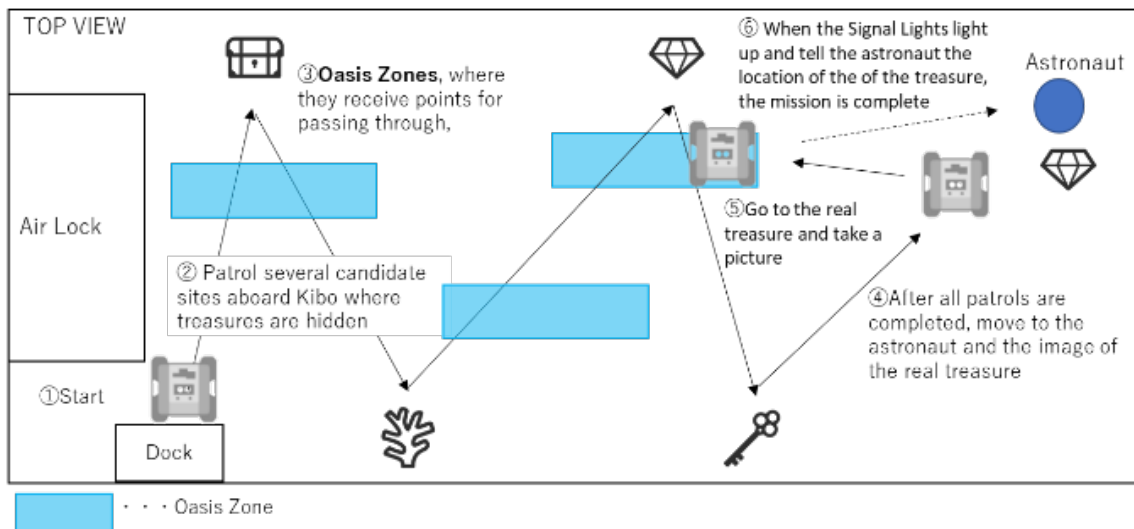 TOP VIEW
⑥ When the Signal Lights light
up and tell the astronaut the
location of the of the treasure,
the mission is complete
Astronaut
③Oasis Zones, where
they receive points for
passing through,
Air Lock
⑤Go to the real
treasure and take a
picture
② Patrol several candidate
sites aboard Kibo where
treasures are hidden
④After all patrols are
completed, move to the
astronaut and the image of
the real treasure
①Start
Dock
・・・Oasis Zone